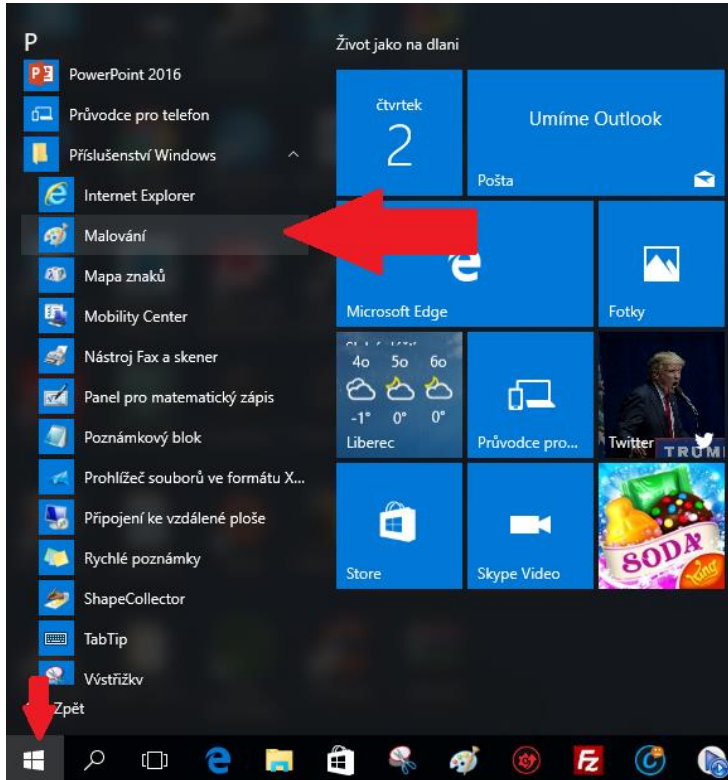 P
PowerPoint 2016
Průvodce pro telefon
Příslušenství Windows
Internet Explorer
Malování
Mapa znaků
Mobility Center
Nástroj Fax a skener
Panel pro matematický zápis
Poznámkový blok
Prohlížeč souborů ve formátu X...
Připojení ke vzdálené ploše
Rychlé poznámky
ShapeCollector
TabTip
Výstřižky
Zpět
Život jako na dlani
čtvrtek
2
Umíme Outlook
Pošta
Microsoft Edge
Fotky
4o 5o 6o
-1° 0° 0°
Liberec
Průvodce pro...
Twitter
TRUM
Store
Skype Video
SODA
King